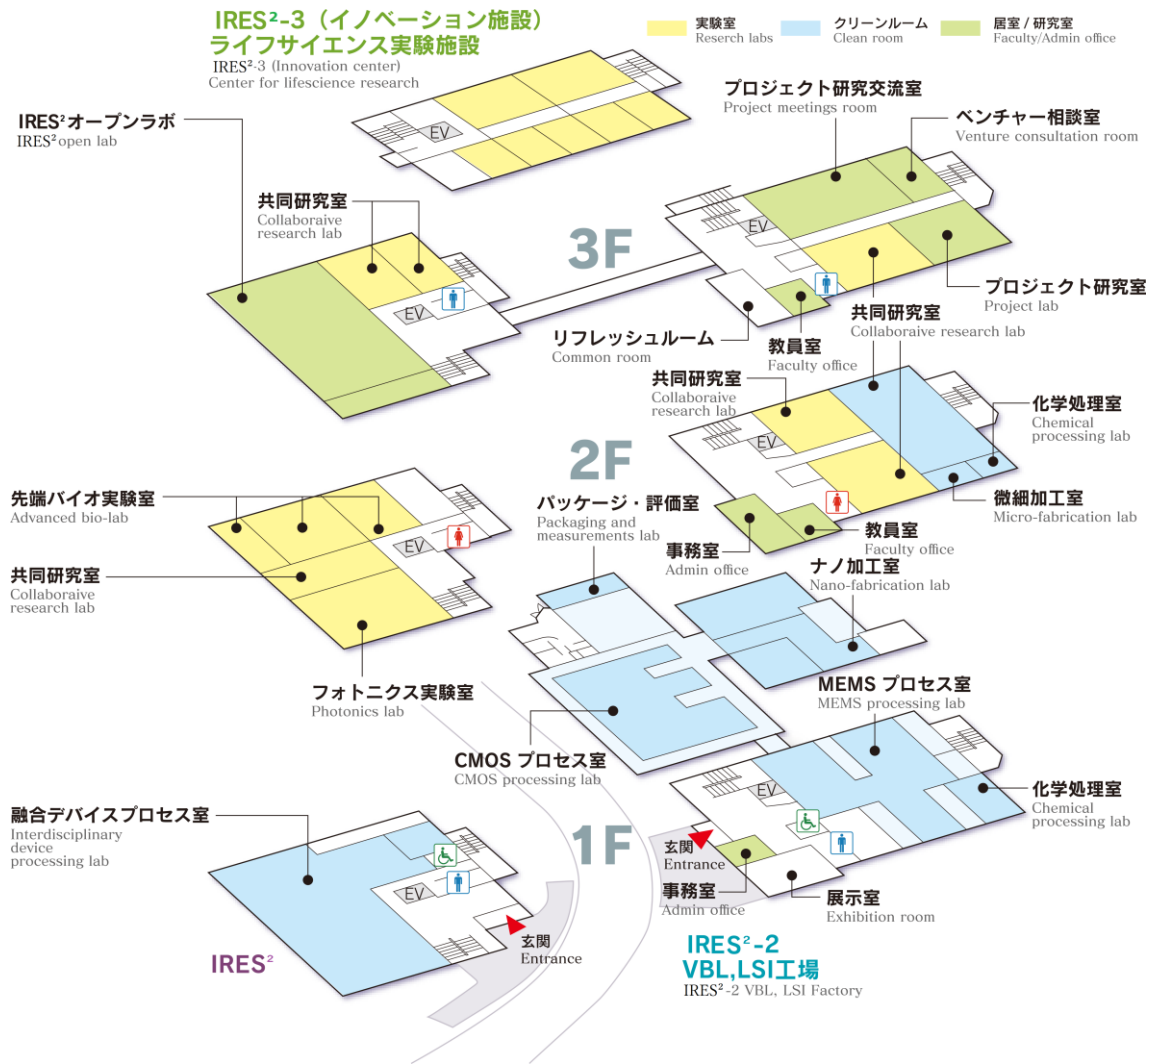 IRES²-3（イノベーション施設）
ライフサイエンス実験施設
IRES²-3 (Innovation center)
Center for lifescience research
実験室
Reserch labs
クリーンルーム
Clean room
居室 / 研究室
Faculty/Admin office
EV
IRES²オープンラボ
IRES² open lab
共同研究室
Collaboraive
research lab
EV
3F
プロジェクト研究交流室
Project meetings room
ベンチャー相談室
Venture consultation room
EV
プロジェクト研究室
Project lab
リフレッシュルーム
Common room
教員室
Faculty office
共同研究室
Collaboraive research lab
2F
先端バイオ実験室
Advanced bio-lab
共同研究室
Collaboraive
research lab
EV
フォトニクス実験室
Photonics lab
共同研究室
Collaboraive
research lab
EV
化学処理室
Chemical
processing lab
微細加工室
Micro-fabrication lab
事務室
Admin office
教員室
Faculty office
パッケージ・評価室
Packaging and
measurements lab
ナノ加工室
Nano-fabrication lab
CMOS プロセス室
CMOS processing lab
MEMS プロセス室
MEMS processing lab
EV
化学処理室
Chemical
processing lab
1F
融合デバイスプロセス室
Interdisciplinary
device
processing lab
EV
玄関
Entrance
IRES²
玄関
Entrance
事務室
Admin office
展示室
Exhibition room
IRES²-2
VBL,LSI工場
IRES²-2 VBL, LSI Factory